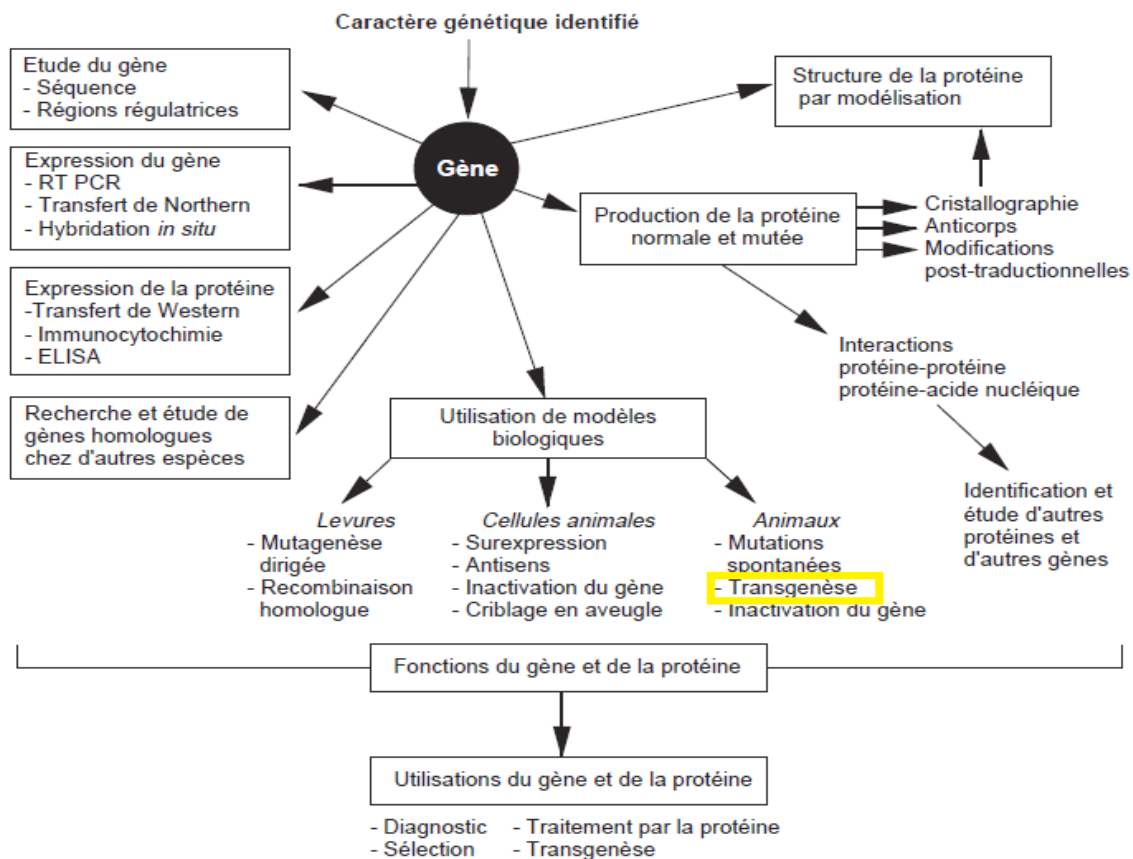 Caractère génétique identifié
Etude du gène
- Séquence
- Régions régulatrices
Structure de la protéine
par modélisation
Gène
Expression du gène
- RT PCR
- Transfert de Northern
- Hybridation in situ
Production de la protéine
normale et mutée
Cristallographie
Anticorps
Modifications
post-traductionnelles
Expression de la protéine
-Transfert de Western
- Immunocytochimie
- ELISA
Interactions
protéine-protéine
protéine-acide nucléique
Recherche et étude de
gènes homologues
chez d'autres espèces
Utilisation de modèles
biologiques
Identification et
étude d'autres
protéines et
d'autres gènes
Levures
- Mutagenèse
dirigée
- Recombinaison
homologue
Cellules animales
- Surexpression
- Antisens
- Inactivation du gène
- Criblage en aveugle
Animaux
- Mutations
spontanées
- Transgenèse
- Inactivation du gène
Fonctions du gène et de la protéine
Utilisations du gène et de la protéine
- Diagnostic - Traitement par la protéine
- Sélection - Transgenèse